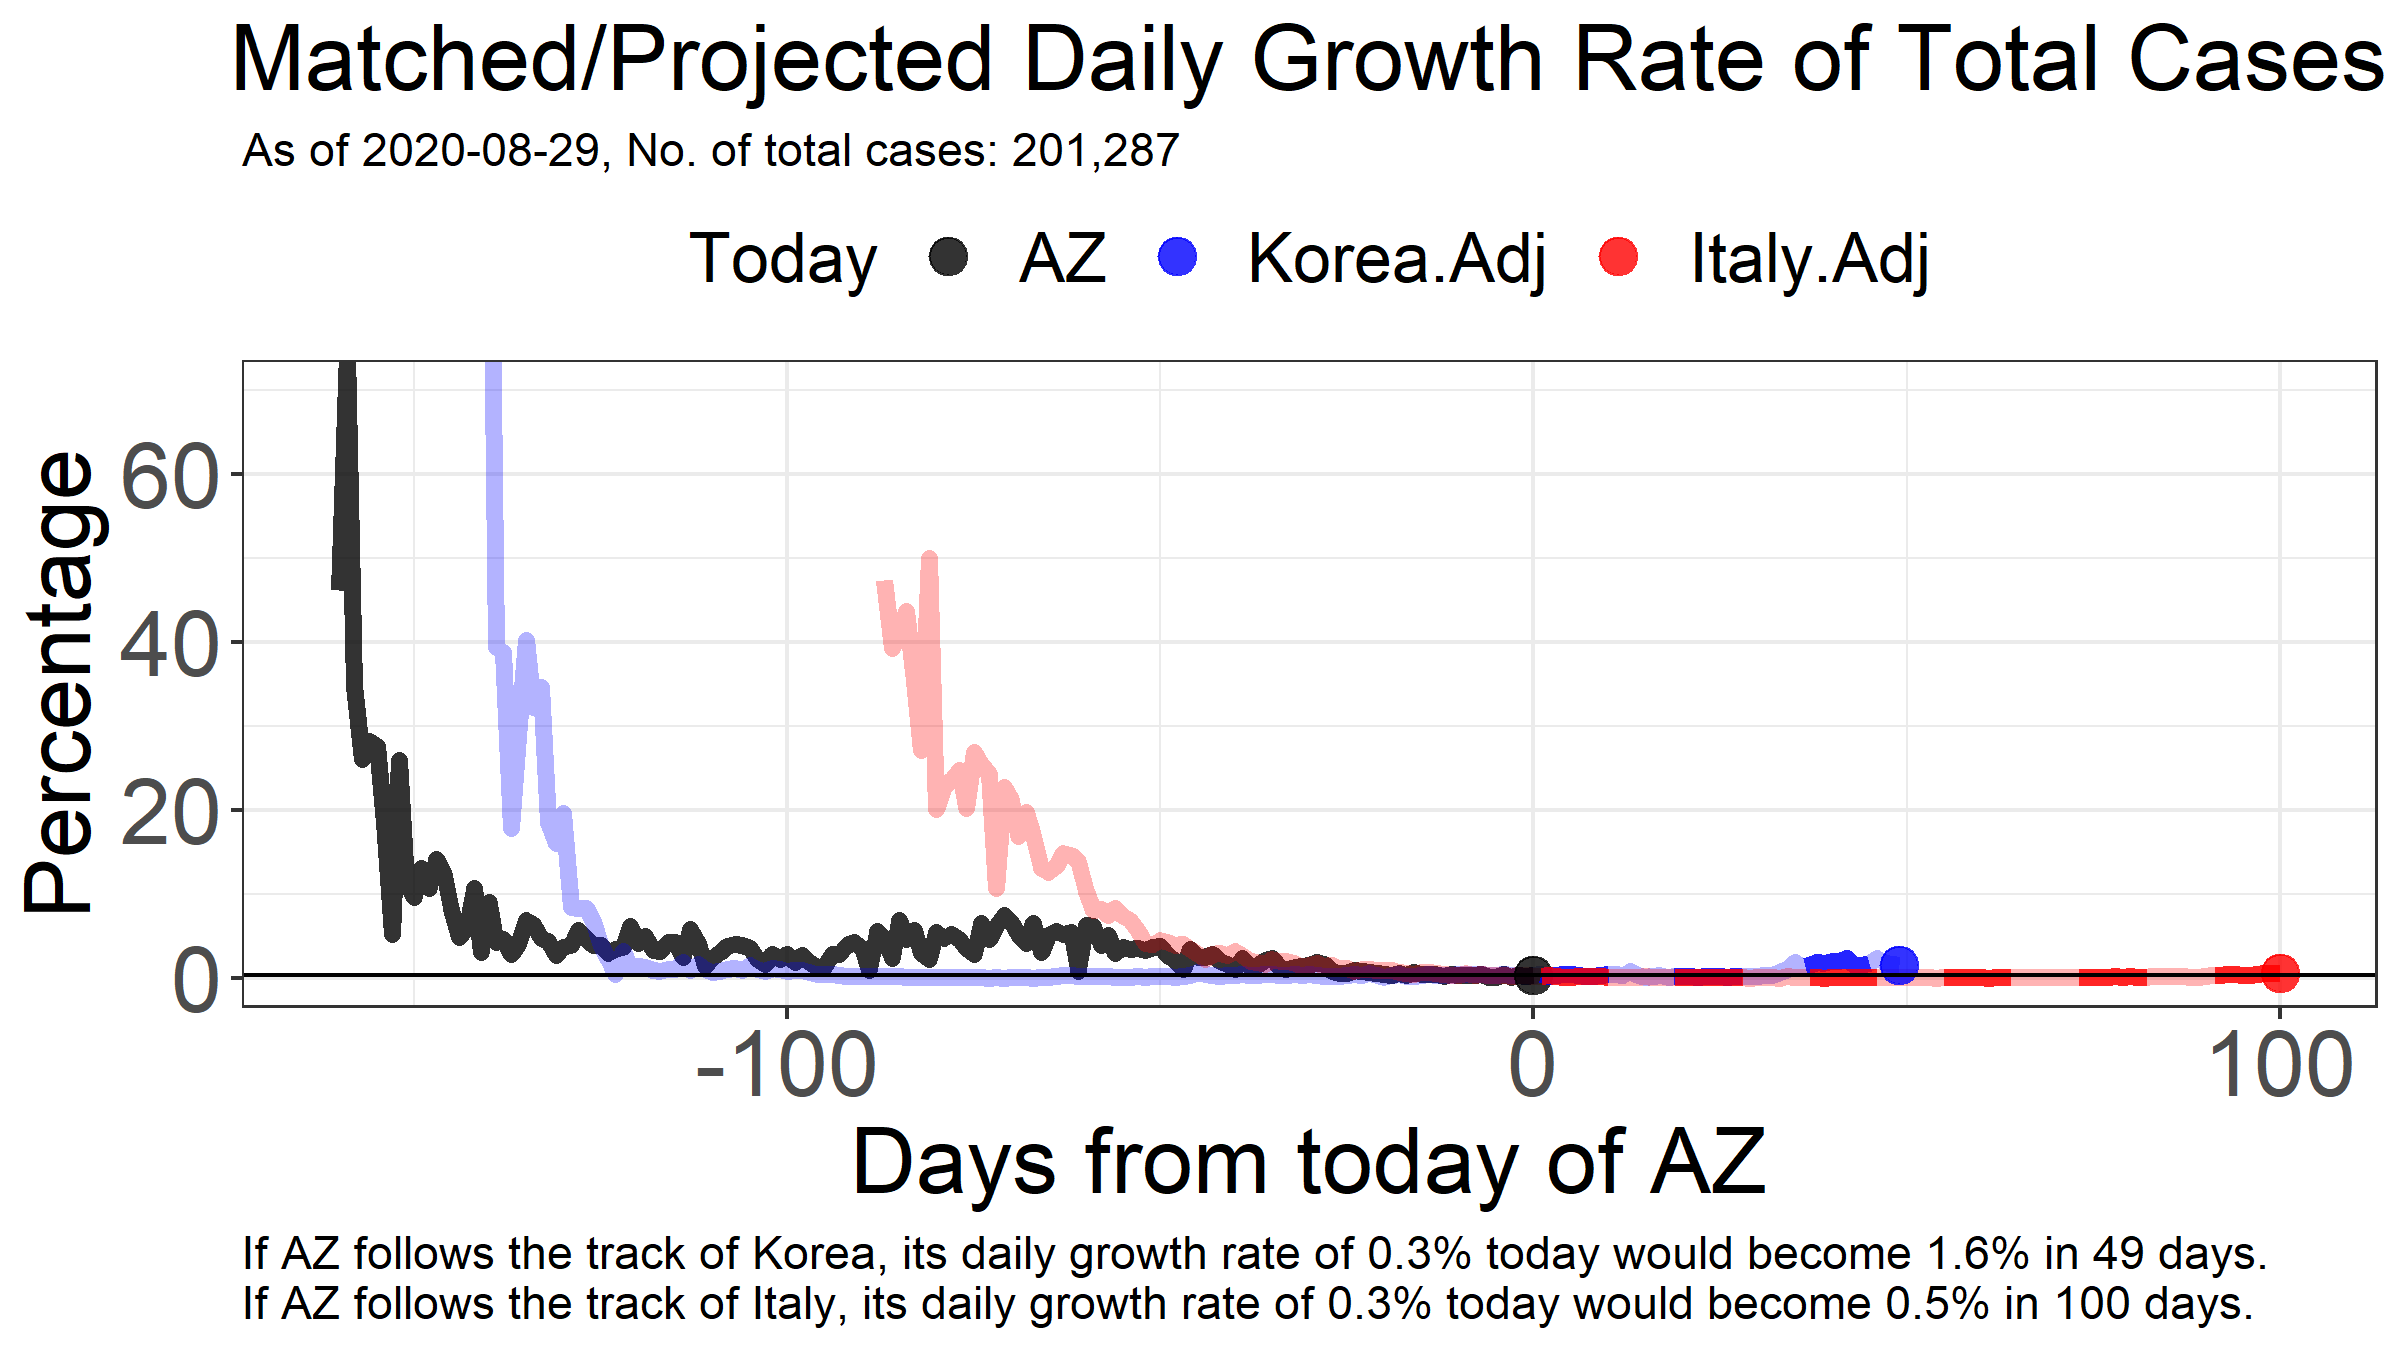 Matched/Projected Daily Growth Rate of Total Cases
As of 2020-08-29, No. of total cases: 201,287
Today AZ Korea.Adj Italy.Adj
Percentage
60
40
20
0
-100 0 100
Days from today of AZ
If AZ follows the track of Korea, its daily growth rate of 0.3% today would become 1.6% in 49 days.
If AZ follows the track of Italy, its daily growth rate of 0.3% today would become 0.5% in 100 days.